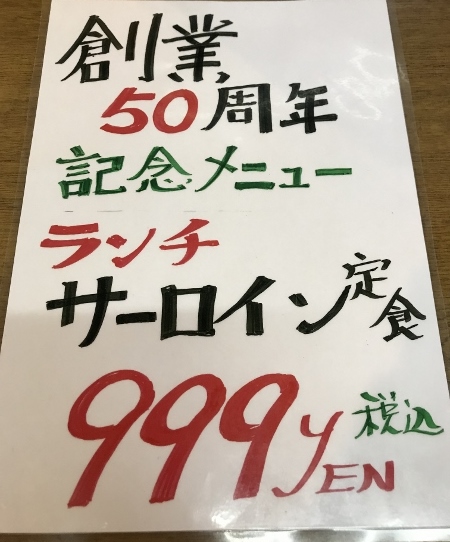 創業
50周年
記念メニュー
ランチ
サーロイン定食
999yEN 税込